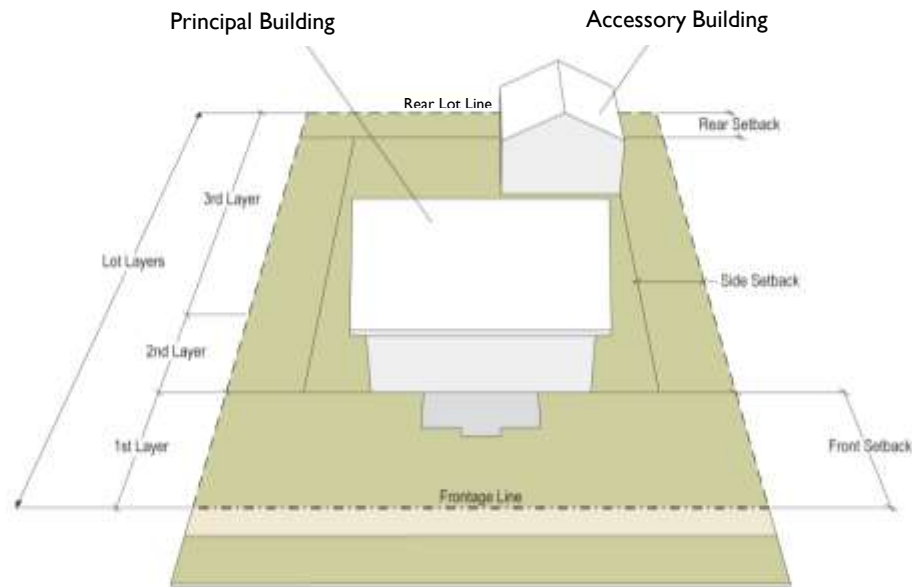 Principal Building
Accessory Building
Rear Lot Line
Rear Setback
3rd Layer
Lot Layers
Side Setback
2nd Layer
1st Layer
Front Setback
Frontage Line